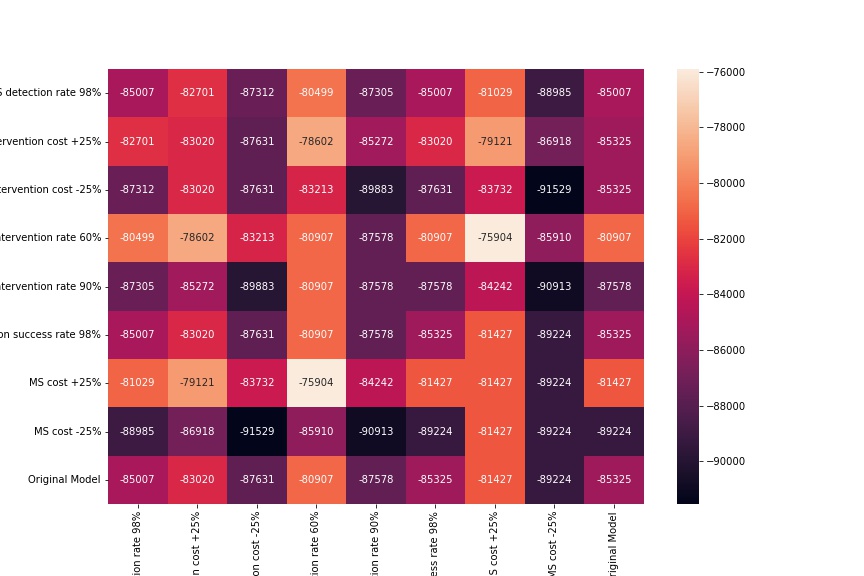 S detection rate 98% -85007 -82701 -87312 -80499 -87305 -85007 -81029 -88985 -85007
ervention cost +25% -82701 -83020 -87631 -78602 -85272 -83020 -79121 -86918 -85325
tervention cost -25% -87312 -83020 -87631 -83213 -89883 -87631 -83732 -91529 -85325
ntervention rate 60% -80499 -78602 -83213 -80907 -87578 -80907 -75904 -85910 -80907
ntervention rate 90% -87305 -85272 -89883 -80907 -87578 -87578 -84242 -90913 -87578
on success rate 98% -85007 -83020 -87631 -80907 -87578 -85325 -81427 -89224 -85325
MS cost +25% -81029 -79121 -83732 -75904 -84242 -81427 -81427 -89224 -81427
MS cost -25% -88985 -86918 -91529 -85910 -90913 -89224 -81427 -89224 -89224
Original Model -85007 -83020 -87631 -80907 -87578 -85325 -81427 -89224 -85325
tion rate 98%
n cost +25%
on cost -25%
tion rate 60%
tion rate 90%
ess rate 98%
S cost +25%
MS cost -25%
riginal Model
−76000
−78000
−80000
−82000
−84000
−86000
−88000
−90000